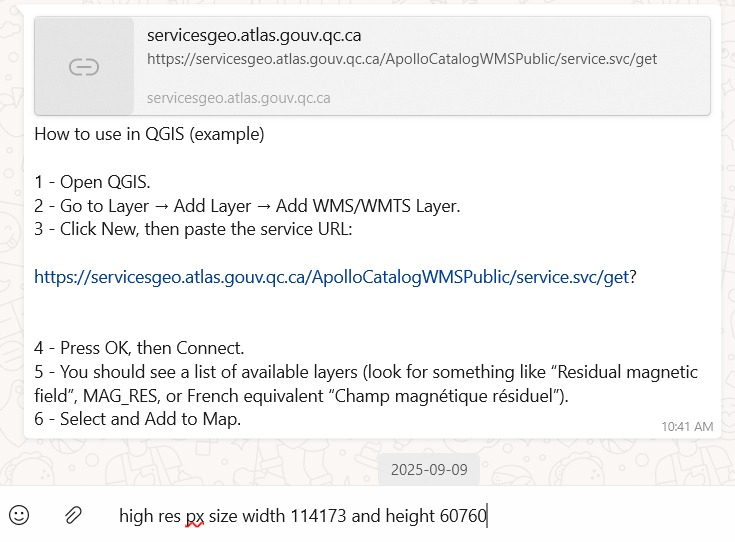 servicesgeo.atlas.gouv.qc.ca
https://servicesgeo.atlas.gouv.qc.ca/ApolloCatalogWMSPublic/service.svc/get
servicesgeo.atlas.gouv.qc.ca
How to use in QGIS (example)
1 - Open QGIS.
2 - Go to Layer → Add Layer → Add WMS/WMTS Layer.
3 - Click New, then paste the service URL:
https://servicesgeo.atlas.gouv.qc.ca/ApolloCatalogWMSPublic/service.svc/get?
4 - Press OK, then Connect.
5 - You should see a list of available layers (look for something like “Residual magnetic
field”, MAG_RES, or French equivalent “Champ magnétique résiduel”).
6 - Select and Add to Map.
10:41 AM
2025-09-09
high res px size width 114173 and height 60760